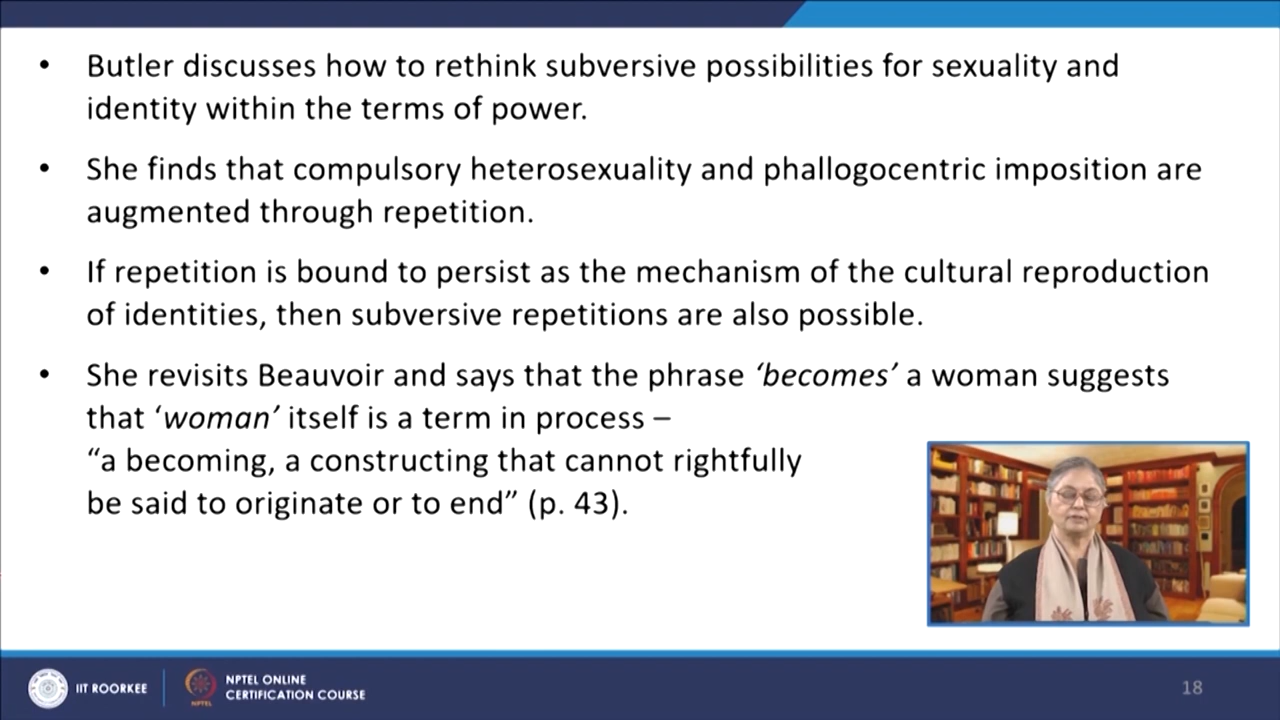 • Butler discusses how to rethink subversive possibilities for sexuality and
identity within the terms of power.
• She finds that compulsory heterosexuality and phallogocentric imposition are
augmented through repetition.
• If repetition is bound to persist as the mechanism of the cultural reproduction
of identities, then subversive repetitions are also possible.
• She revisits Beauvoir and says that the phrase ‘becomes’ a woman suggests
that ‘woman’ itself is a term in process –
“a becoming, a constructing that cannot rightfully
be said to originate or to end” (p. 43).
IIT ROORKEE
NPTEL
NPTEL ONLINE
CERTIFICATION COURSE
18